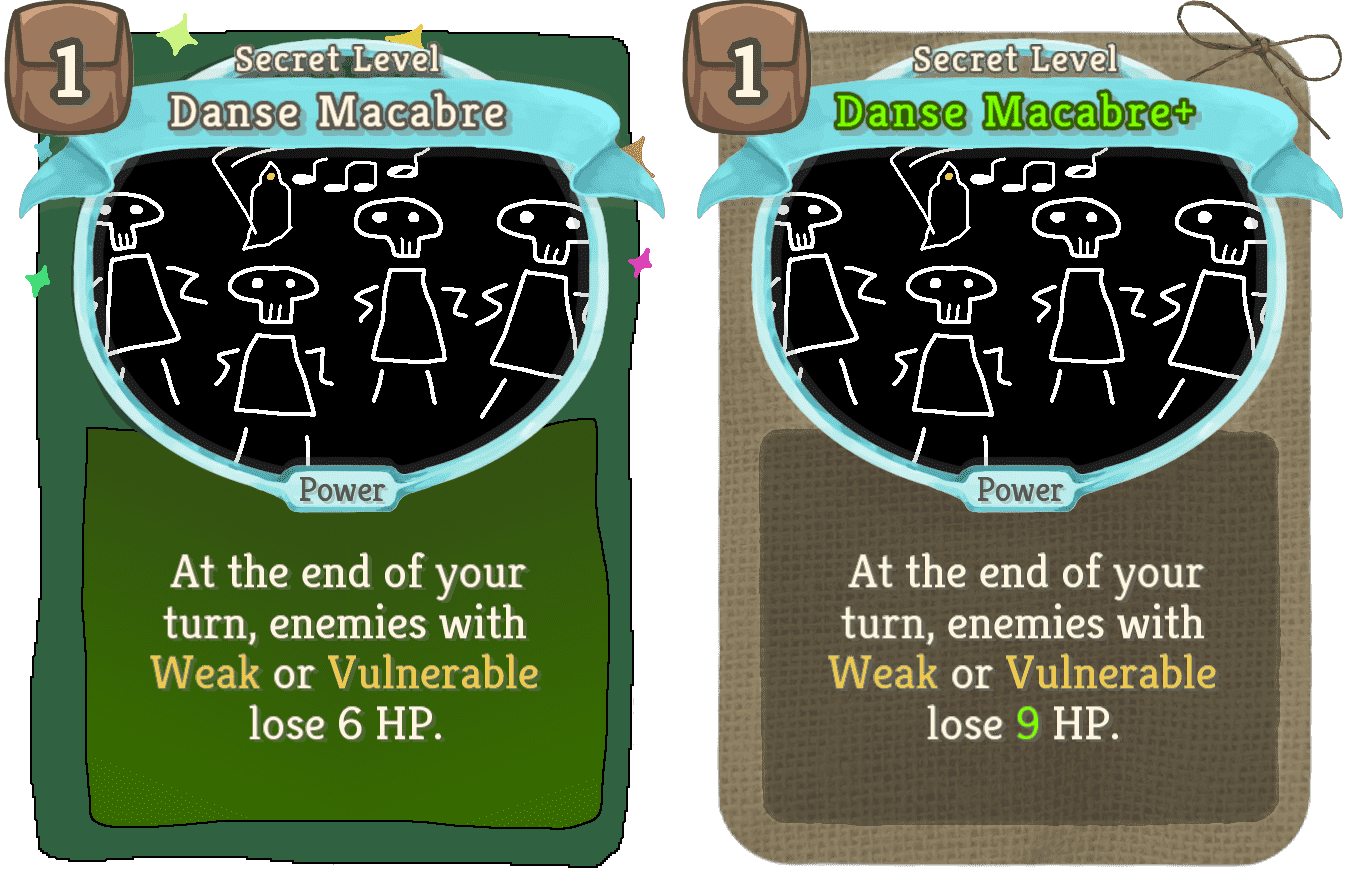 1
Secret Level
Danse Macabre
Power
At the end of your
turn, enemies with
Weak or Vulnerable
lose 6 HP.
1
Secret Level
Danse Macabre+
Power
At the end of your
turn, enemies with
Weak or Vulnerable
lose 9 HP.